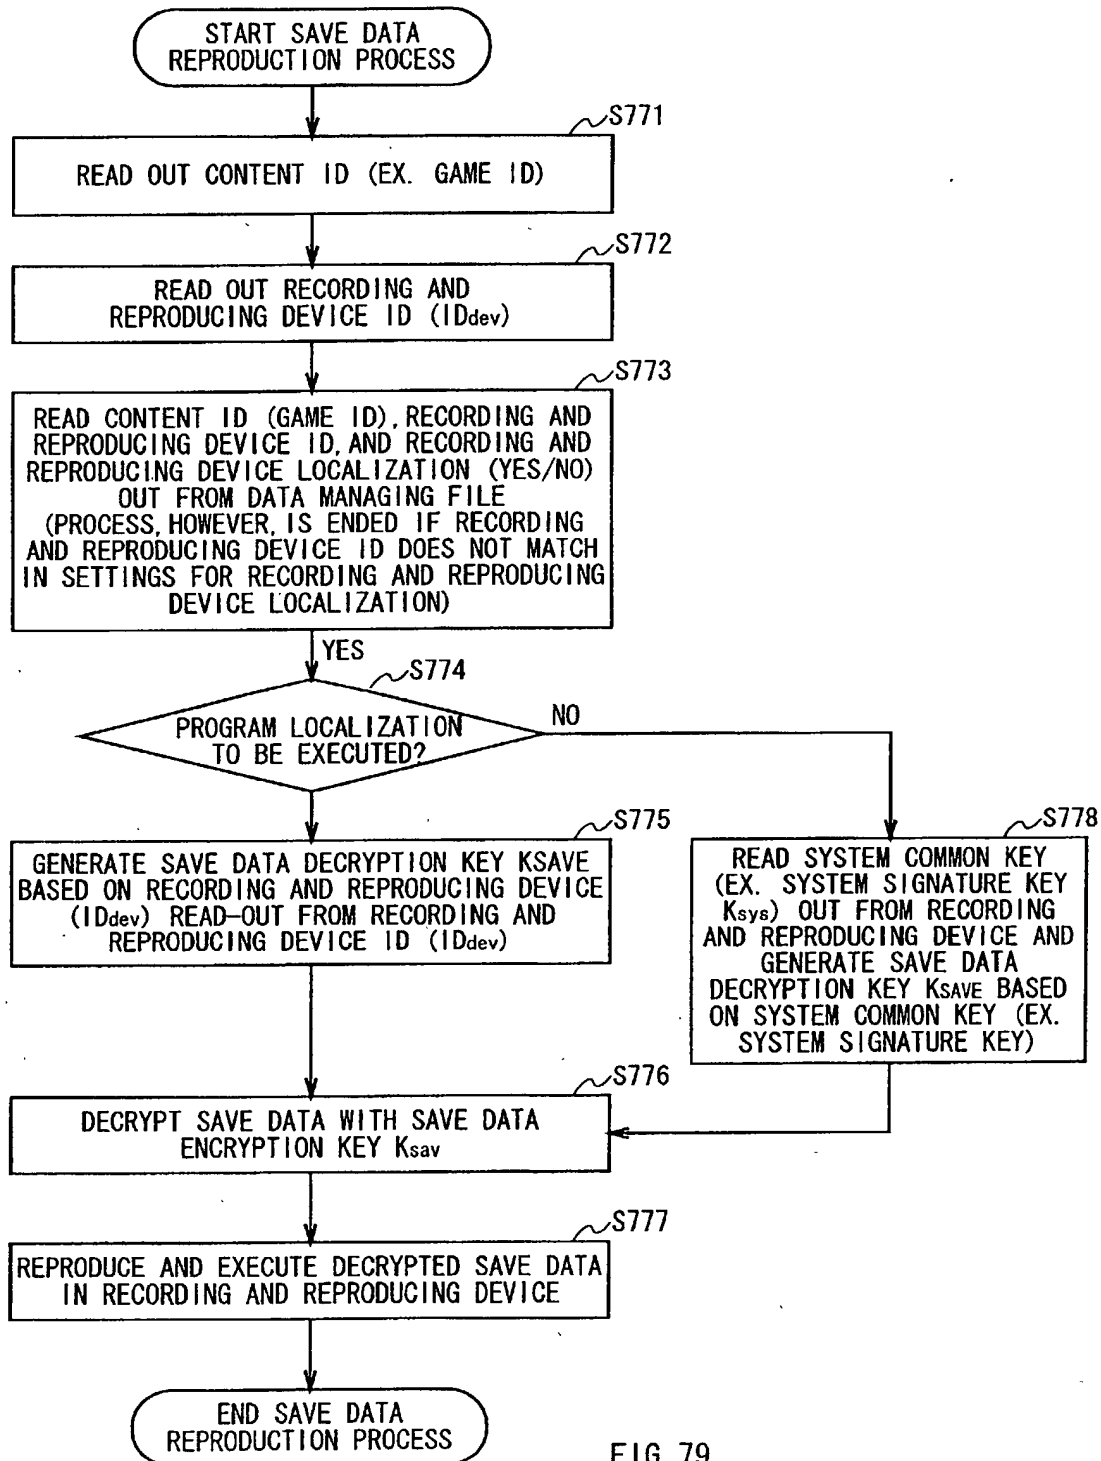 START SAVE DATA
REPRODUCTION PROCESS
S771
READ OUT CONTENT ID (EX. GAME ID)
S772
READ OUT RECORDING AND
REPRODUCING DEVICE ID (IDdev)
S773
READ CONTENT ID (GAME ID), RECORDING AND
REPRODUCING DEVICE ID, AND RECORDING AND
REPRODUCING DEVICE LOCALIZATION (YES/NO)
OUT FROM DATA MANAGING FILE
(PROCESS, HOWEVER, IS ENDED IF RECORDING
AND REPRODUCING DEVICE ID DOES NOT MATCH
IN SETTINGS FOR RECORDING AND REPRODUCING
DEVICE LOCALIZATION)
YES
S774
PROGRAM LOCALIZATION
TO BE EXECUTED?
NO
S775
GENERATE SAVE DATA DECRYPTION KEY KSAVE
BASED ON RECORDING AND REPRODUCING DEVICE
(IDdev) READ-OUT FROM RECORDING AND
REPRODUCING DEVICE ID (IDdev)
S778
READ SYSTEM COMMON KEY
(EX. SYSTEM SIGNATURE KEY
Ksys) OUT FROM RECORDING
AND REPRODUCING DEVICE AND
GENERATE SAVE DATA
DECRYPTION KEY KSAVE BASED
ON SYSTEM COMMON KEY (EX.
SYSTEM SIGNATURE KEY)
S776
DECRYPT SAVE DATA WITH SAVE DATA
ENCRYPTION KEY Ksav
S777
REPRODUCE AND EXECUTE DECRYPTED SAVE DATA
IN RECORDING AND REPRODUCING DEVICE
END SAVE DATA
REPRODUCTION PROCESS
FIG. 79